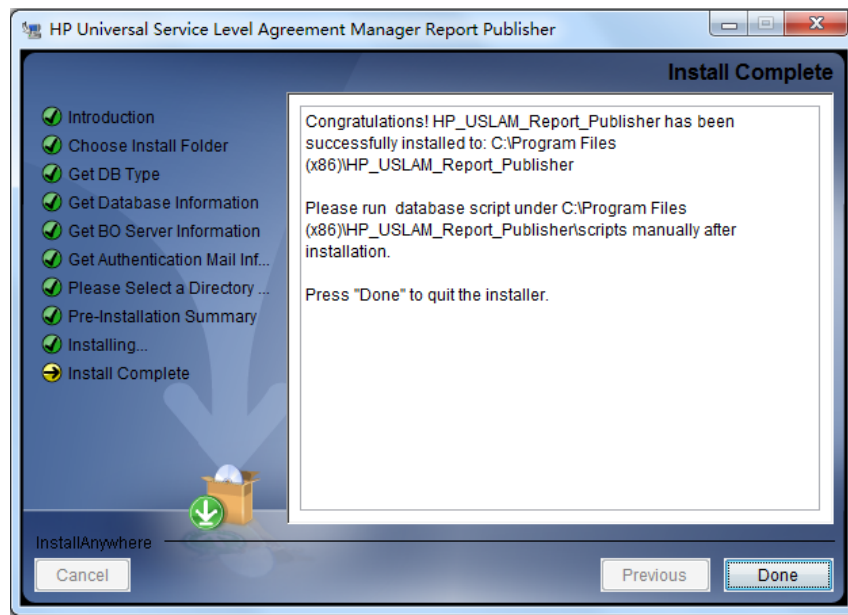 HP Universal Service Level Agreement Manager Report Publisher
Install Complete
Introduction
Choose Install Folder
Get DB Type
Get Database Information
Get BO Server Information
Get Authentication Mail Inf...
Please Select a Directory ...
Pre-Installation Summary
Installing...
Install Complete
Congratulations! HP_USLAM_Report_Publisher has been
successfully installed to: C:\Program Files
(x86)\HP_USLAM_Report_Publisher
Please run  database script under C:\Program Files
(x86)\HP_USLAM_Report_Publisher\scripts manually after
installation.
Press "Done" to quit the installer.
InstallAnywhere
Cancel
Previous
Done